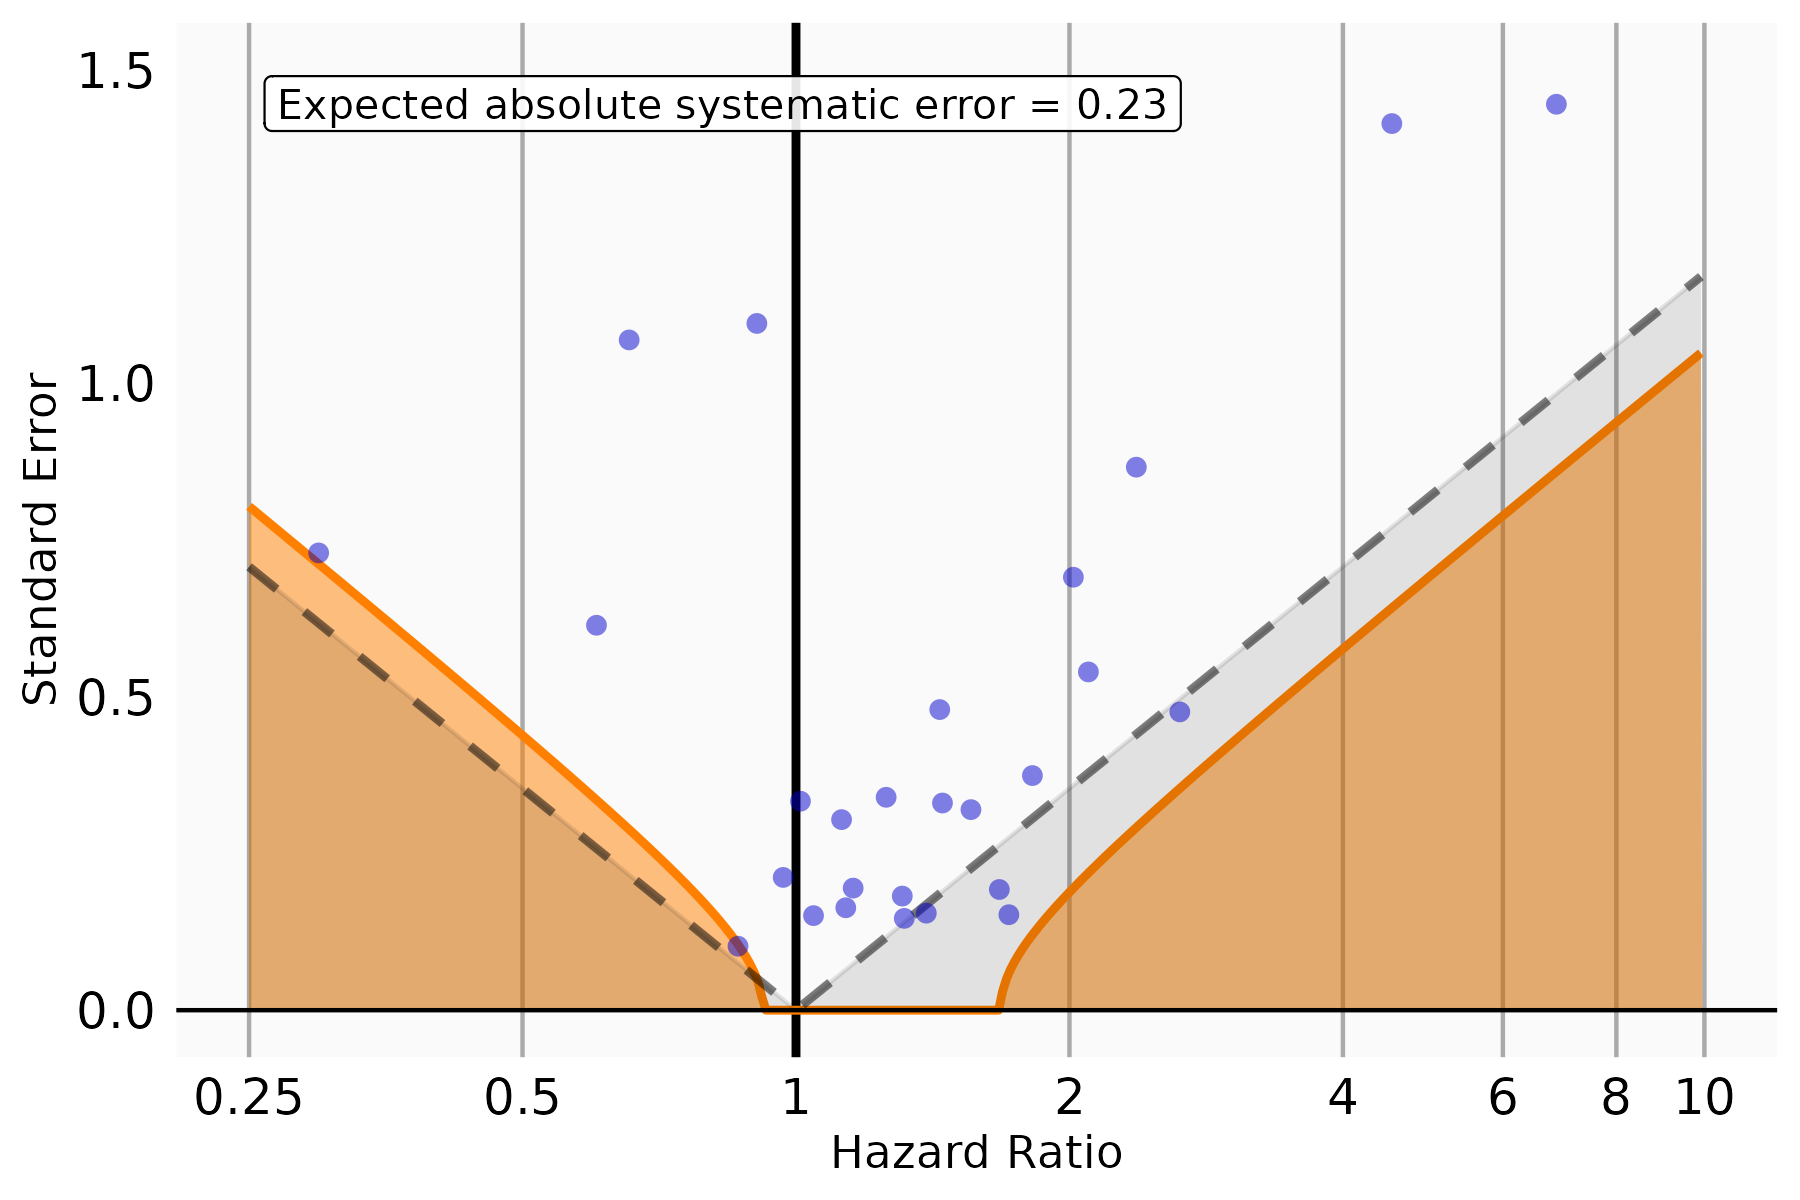 Expected absolute systematic error = 0.23
1.5
1.0
0.5
0.0
Standard Error
0.25 0.5 1 2 4 6 8 10
Hazard Ratio